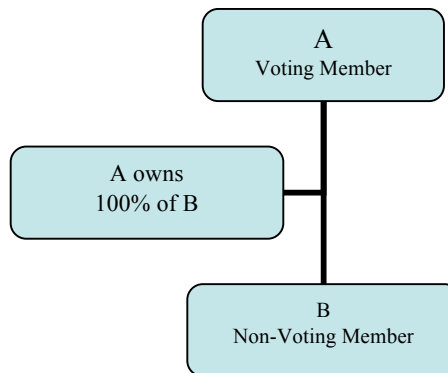 A
Voting Member
A owns
100% of B
B
Non-Voting Member